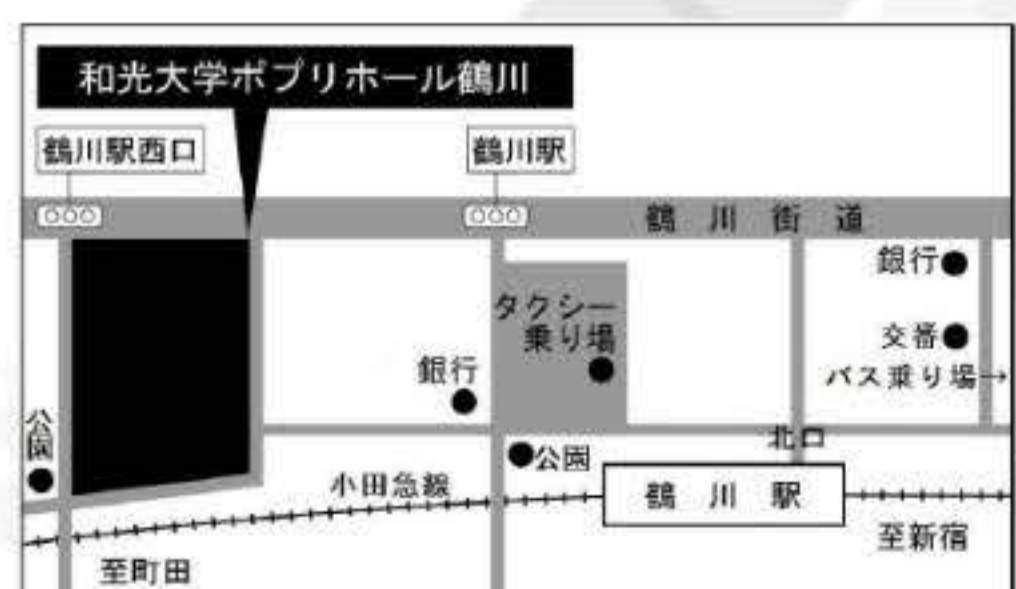 和光大学ポプリホール鶴川
鶴川駅西口
鶴川駅
鶴川街道
銀行
タクシー
乗り場
交番
銀行
バス乗り場→
公園
北口
公園
小田急線
鶴川駅
至新宿
至町田